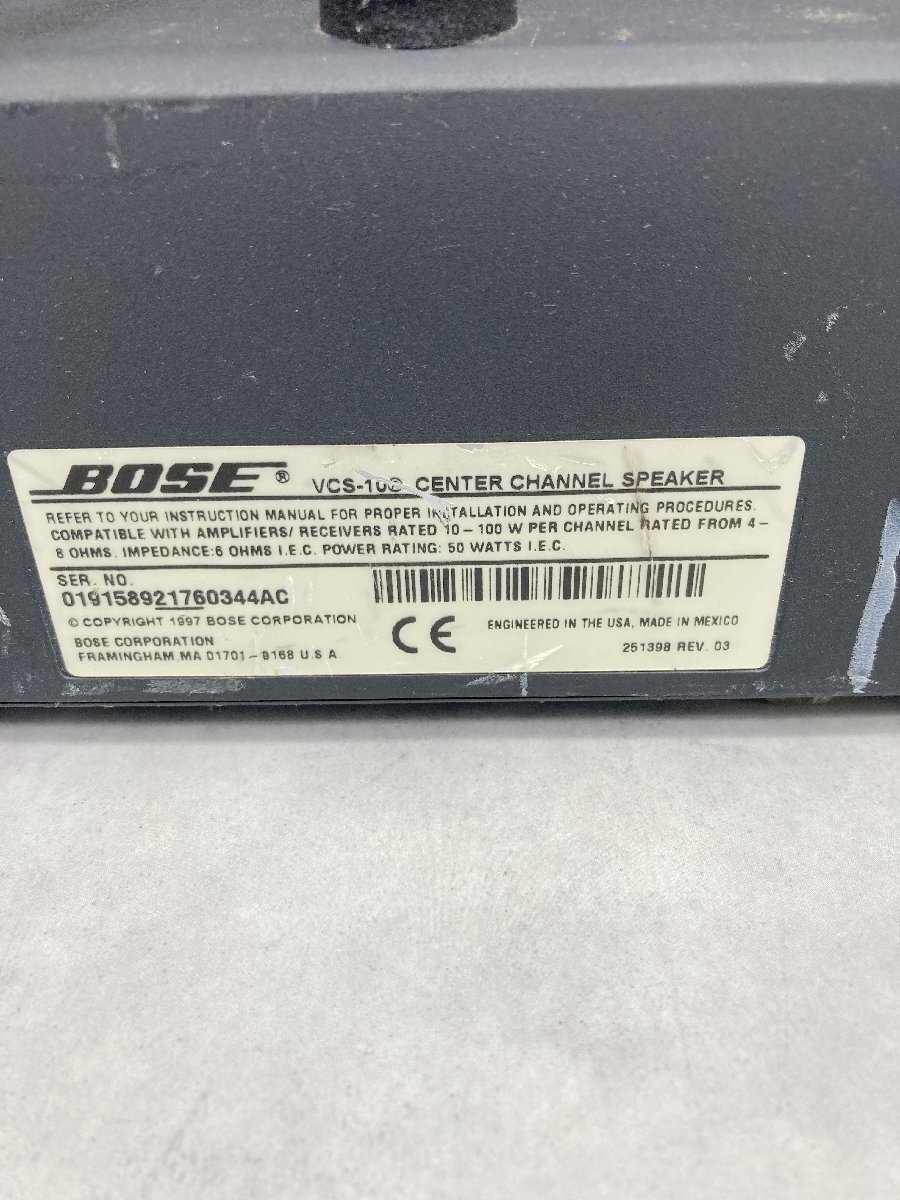 BOSE® VCS-10® CENTER CHANNEL SPEAKER
REFER TO YOUR INSTRUCTION MANUAL FOR PROPER INSTALLATION AND OPERATING PROCEDURES.
COMPATIBLE WITH AMPLIFIERS/ RECEIVERS RATED 10-100 W PER CHANNEL RATED FROM 4-
8 OHMS. IMPEDANCE:6 OHMS I.E.C. POWER RATING: 50 WATTS I.E.C.
SER. NO.
019158921760344AC
© COPYRIGHT 1997 BOSE CORPORATION
BOSE CORPORATION
FRAMINGHAM,MA 01701-9168 U.S.A.
CE
ENGINEERED IN THE USA, MADE IN MEXICO
251398 REV. 03